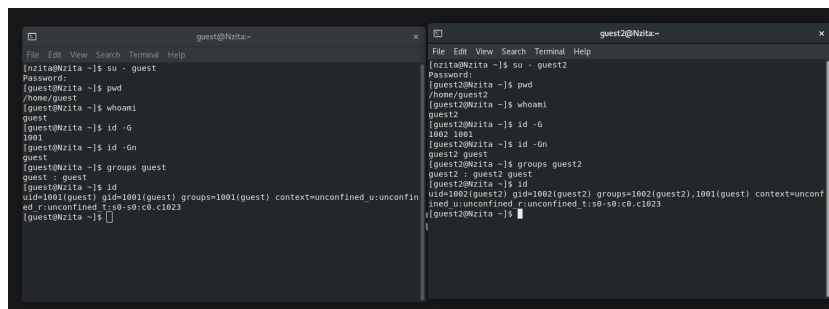 guest@Nzita:~
File Edit View Search Terminal Help
[nzita@Nzita ~]$ su - guest
Password:
[guest@Nzita ~]$ pwd
/home/guest
[guest@Nzita ~]$ whoami
guest
[guest@Nzita ~]$ id -G
1001
[guest@Nzita ~]$ id -Gn
guest
[guest@Nzita ~]$ groups guest
guest : guest
[guest@Nzita ~]$ id
uid=1001(guest) gid=1001(guest) groups=1001(guest) context=unconfined_u:unconfin
ed_r:unconfined_t:s0-s0:c0.c1023
[guest@Nzita ~]$
guest2@Nzita:~
File Edit View Search Terminal Help
[nzita@Nzita ~]$ su - guest2
Password:
[guest2@Nzita ~]$ pwd
/home/guest2
[guest2@Nzita ~]$ whoami
guest2
[guest2@Nzita ~]$ id -G
1002 1001
[guest2@Nzita ~]$ id -Gn
guest2 guest
[guest2@Nzita ~]$ groups guest2
guest2 : guest2 guest
[guest2@Nzita ~]$ id
uid=1002(guest2) gid=1002(guest2) groups=1002(guest2),1001(guest) context=unconf
ined_u:unconfined_r:unconfined_t:s0-s0:c0.c1023
[guest2@Nzita ~]$